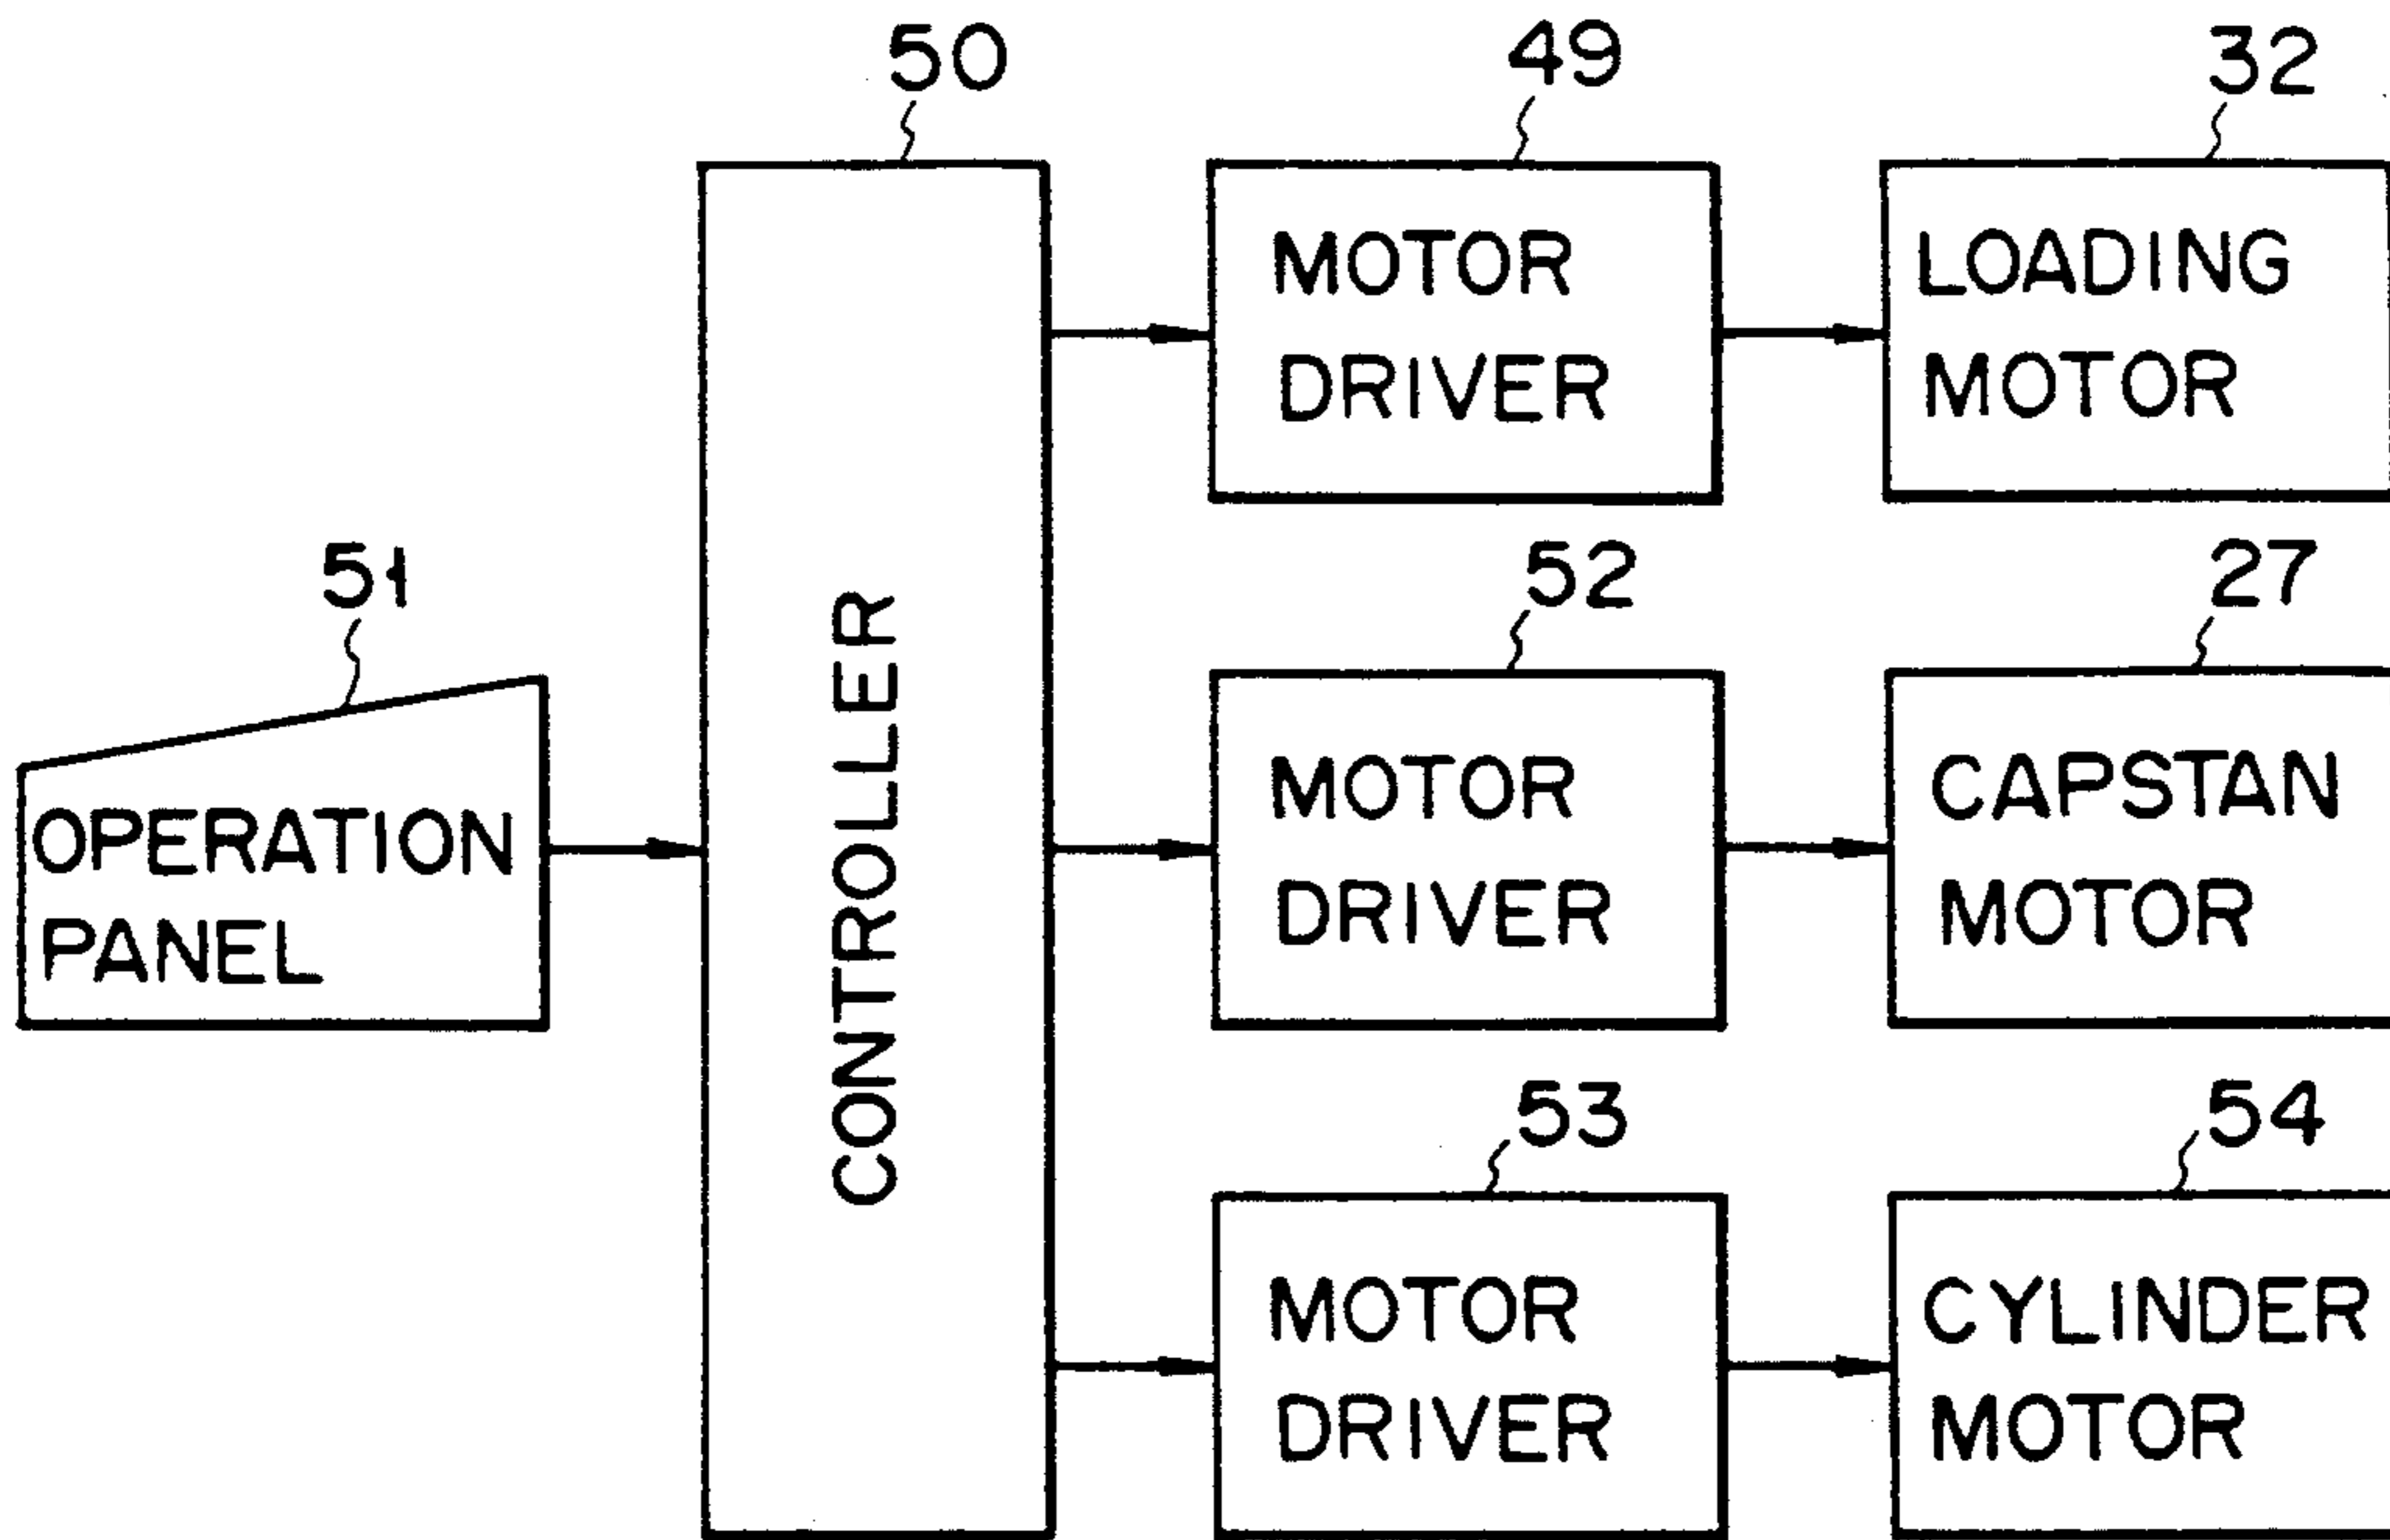 50
49
32
MOTOR
DRIVER
LOADING
MOTOR
51
OPERATION
PANEL
CONTROLLER
52
27
MOTOR
DRIVER
CAPSTAN
MOTOR
53
54
MOTOR
DRIVER
CYLINDER
MOTOR